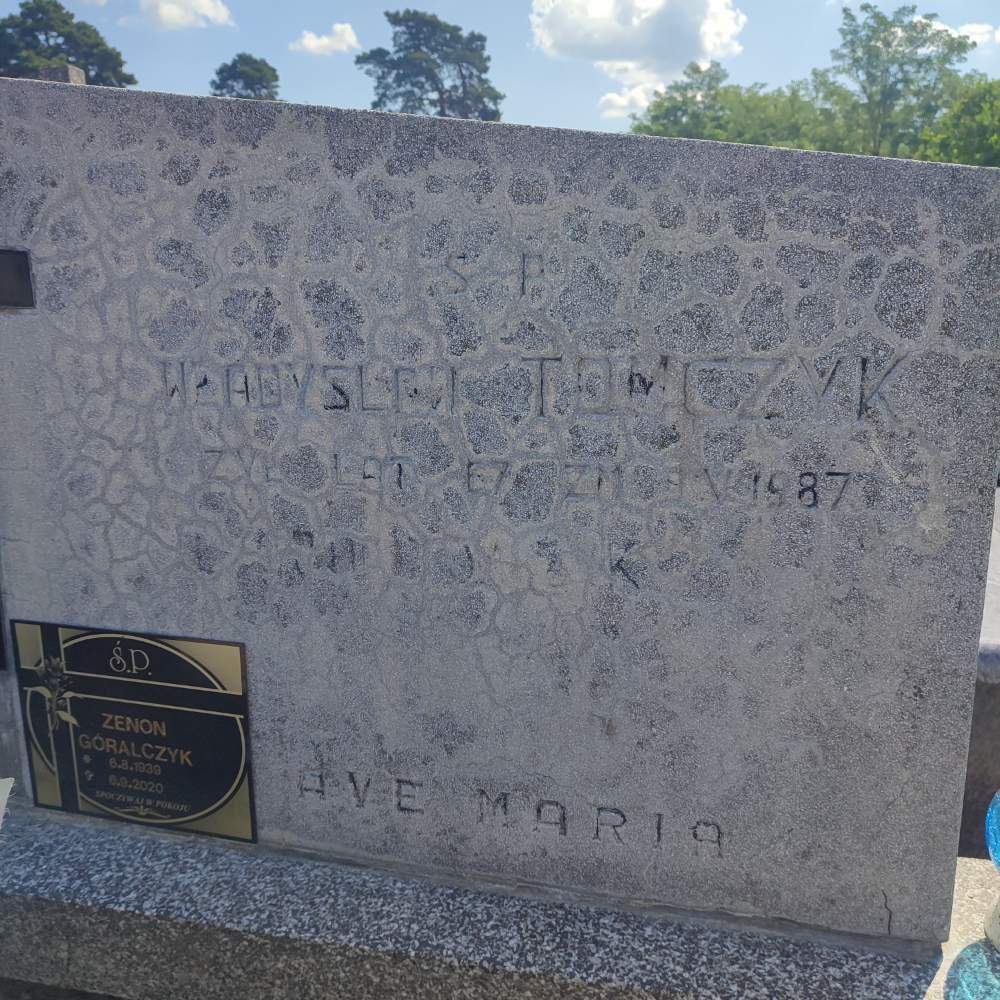 S P
WŁADYSŁAW TOMCZYK
ŻYŁ LAT 67 ZM 1987
AVE MARIA
Ś.P.
ZENON
GÓRALCZYK
* 6.8.1939
✝ 6.9.2020
SPOCZYWAJ W POKOJU